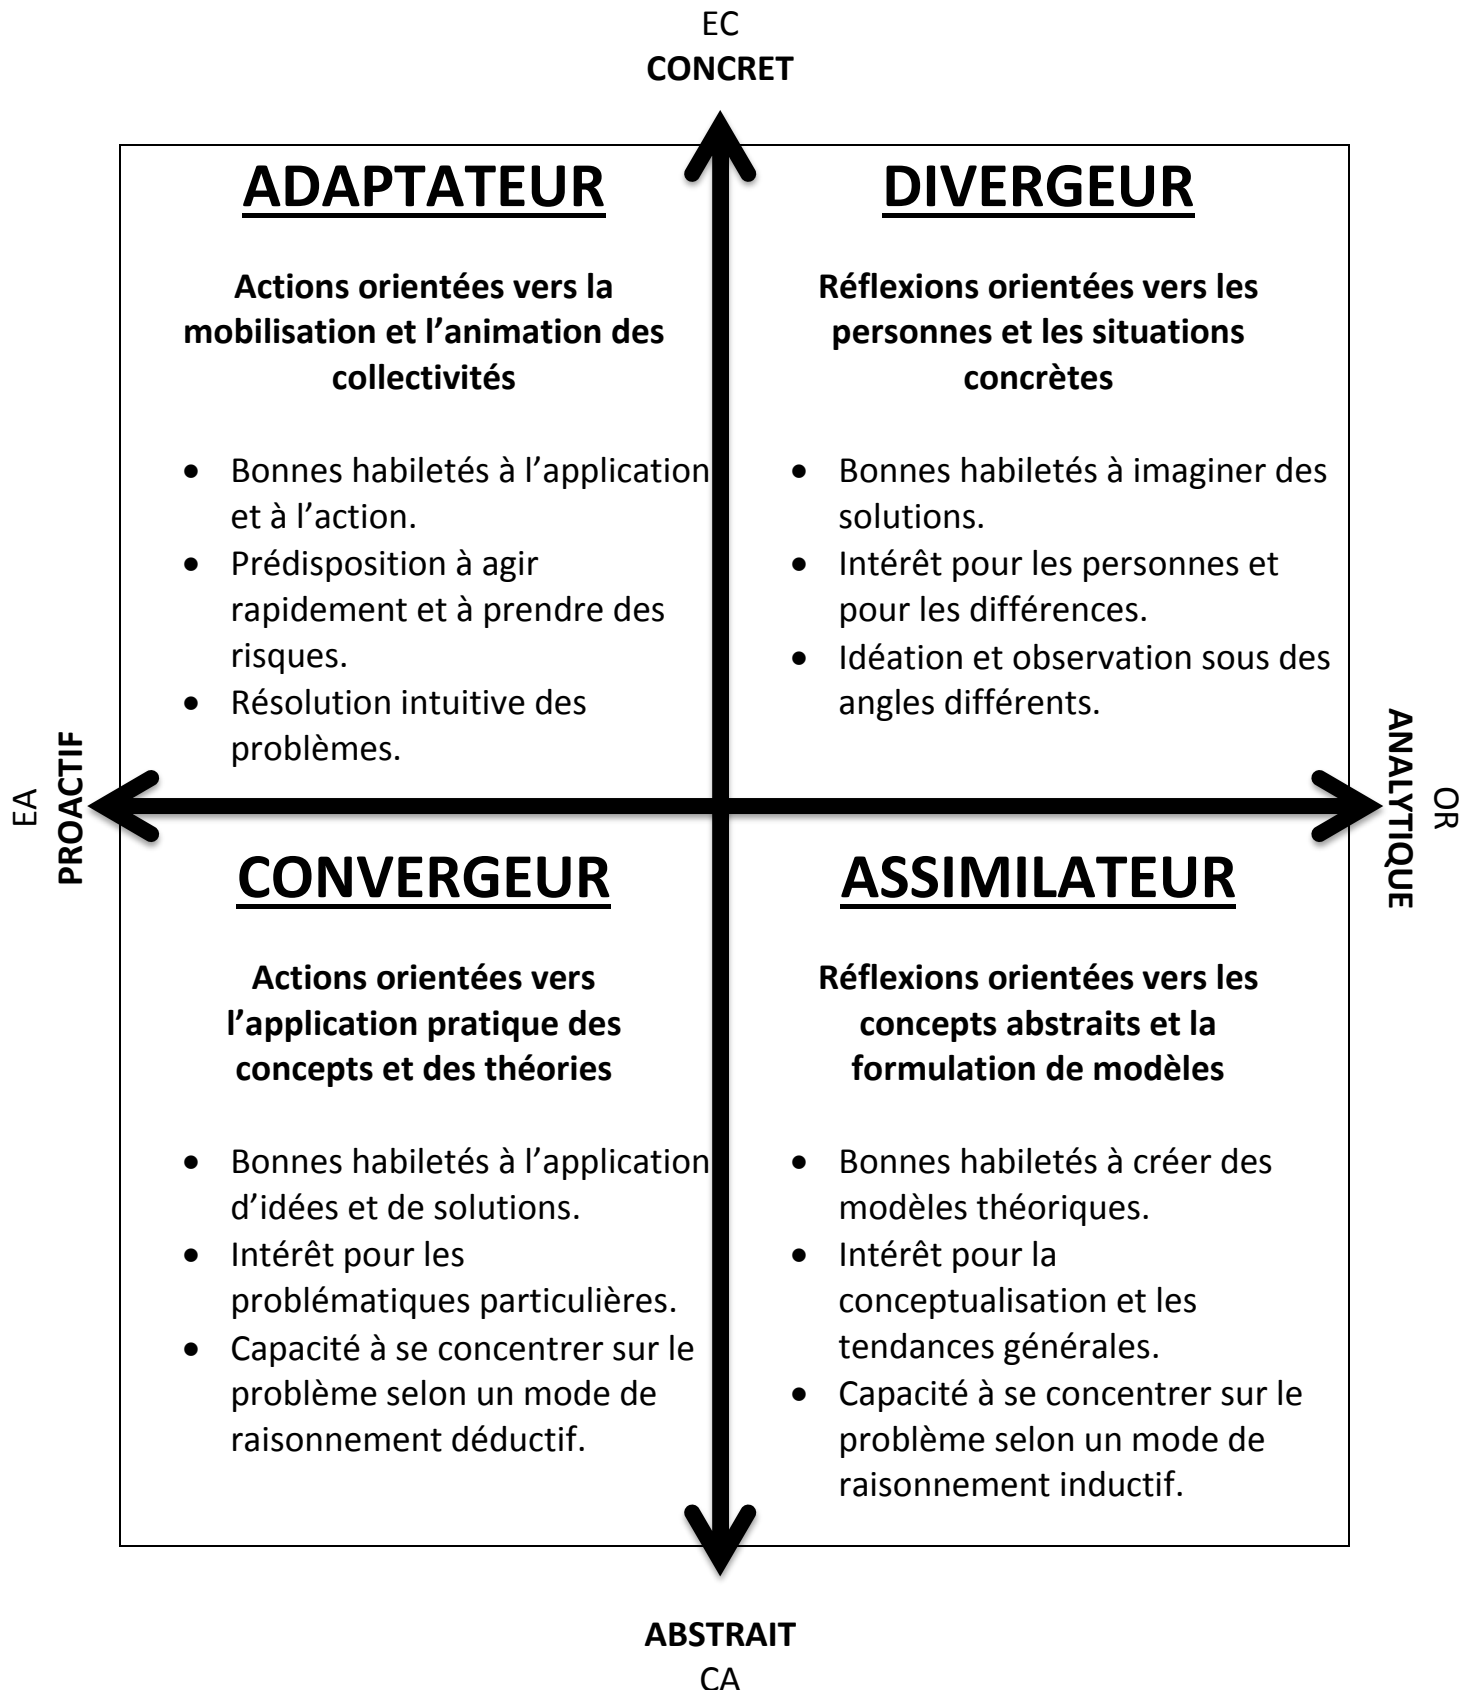 EC
CONCRET
ADAPTATEUR
Actions orientées vers la
mobilisation et l’animation des
collectivités
• Bonnes habiletés à l’application
et à l’action.
• Prédisposition à agir
rapidement et à prendre des
risques.
• Résolution intuitive des
problèmes.
DIVERGEUR
Réflexions orientées vers les
personnes et les situations
concrètes
• Bonnes habiletés à imaginer des
solutions.
• Intérêt pour les personnes et
pour les différences.
• Idéation et observation sous des
angles différents.
EA
PROACTIF
ANALYTIQUE
OR
CONVERGEUR
Actions orientées vers
l’application pratique des
concepts et des théories
• Bonnes habiletés à l’application
d’idées et de solutions.
• Intérêt pour les
problématiques particulières.
• Capacité à se concentrer sur le
problème selon un mode de
raisonnement déductif.
ASSIMILATEUR
Réflexions orientées vers les
concepts abstraits et la
formulation de modèles
• Bonnes habiletés à créer des
modèles théoriques.
• Intérêt pour la
conceptualisation et les
tendances générales.
• Capacité à se concentrer sur le
problème selon un mode de
raisonnement inductif.
ABSTRAIT
CA